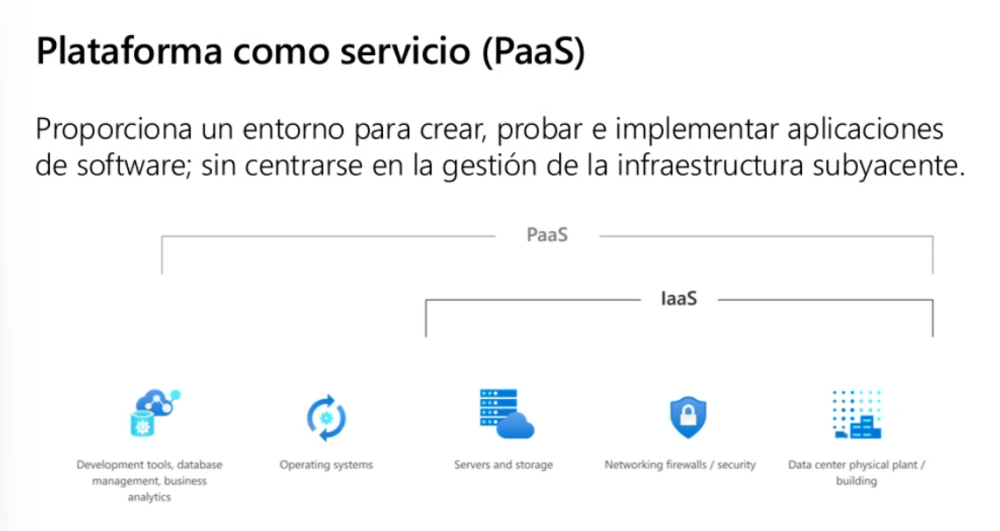 Plataforma como servicio (PaaS)
Proporciona un entorno para crear, probar e implementar aplicaciones
de software; sin centrarse en la gestión de la infraestructura subyacente.
PaaS
IaaS
Development tools, database
management, business
analytics
Operating systems
Servers and storage
Networking firewalls / security
Data center physical plant /
building